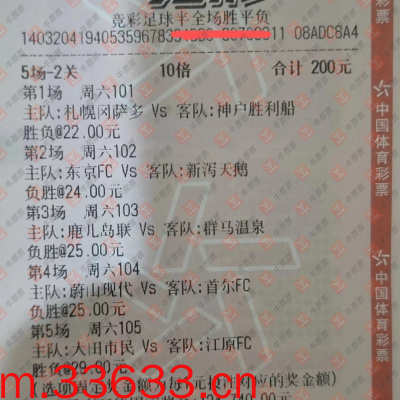 竞彩足球半全场胜平负
11 08ADC8A4
5场-2关 10倍 合计 200元
第1场 周六101
主队:札幌冈萨多 Vs 客队:神户胜利船
胜负@22.00元
第2场 周六102
主队:东京FC Vs 客队:新泻天鹅
负胜@24.00元
第3场 周六103
主队:鹿儿岛联 Vs 客队:群马温泉
负胜@25.00元
第4场 周六104
主队:蔚山现代 Vs 客队:首尔FC
负胜@25.00元
第5场 周六105
主队:大田市民 Vs 客队:江原FC
胜负@29.00元
m.33633.cn
中国体育彩票
中国体育彩票